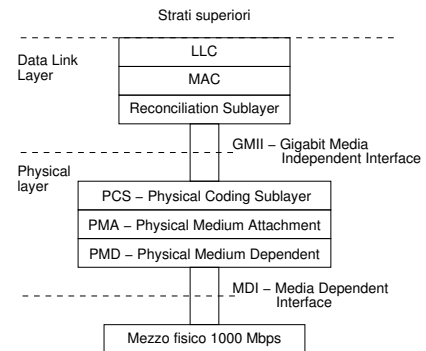 Strati superiori
Data Link
Layer
LLC
MAC
Reconciliation Sublayer
GMII – Gigabit Media
Independent Interface
Physical
layer
PCS – Physical Coding Sublayer
PMA – Physical Medium Attachment
PMD – Physical Medium Dependent
MDI – Media Dependent
Interface
Mezzo fisico 1000 Mbps